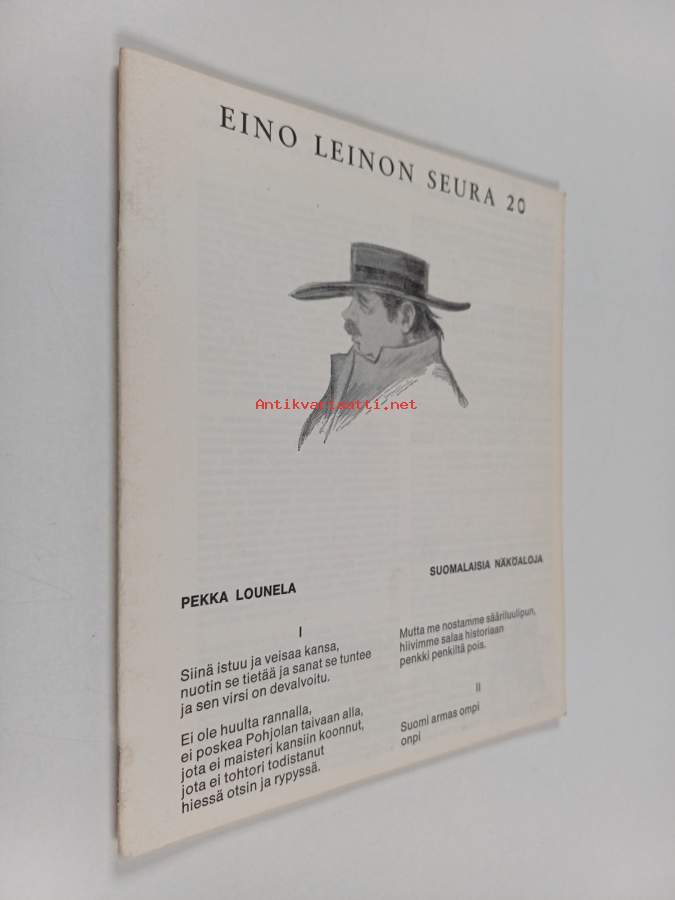 EINO LEINON SEURA 20
Antikvariaatti.net
PEKKA LOUNELA
SUOMALAISIA NÄKÖALOJA
I
Siinä istuu ja veisaa kansa,
nuotin se tietää ja sanat se tuntee
ja sen virsi on devalvoitu.
Ei ole huulta rannalla,
ei poskea Pohjolan taivaan alla,
jota ei maisteri kansiin koonnut,
jota ei tohtori todistanut
hiessä otsin ja rypyssä.
Mutta me nostamme sääriluulipun,
hiivimme salaa historiaan
penkki penkiltä pois.
II
Suomi armas ompi
onpi